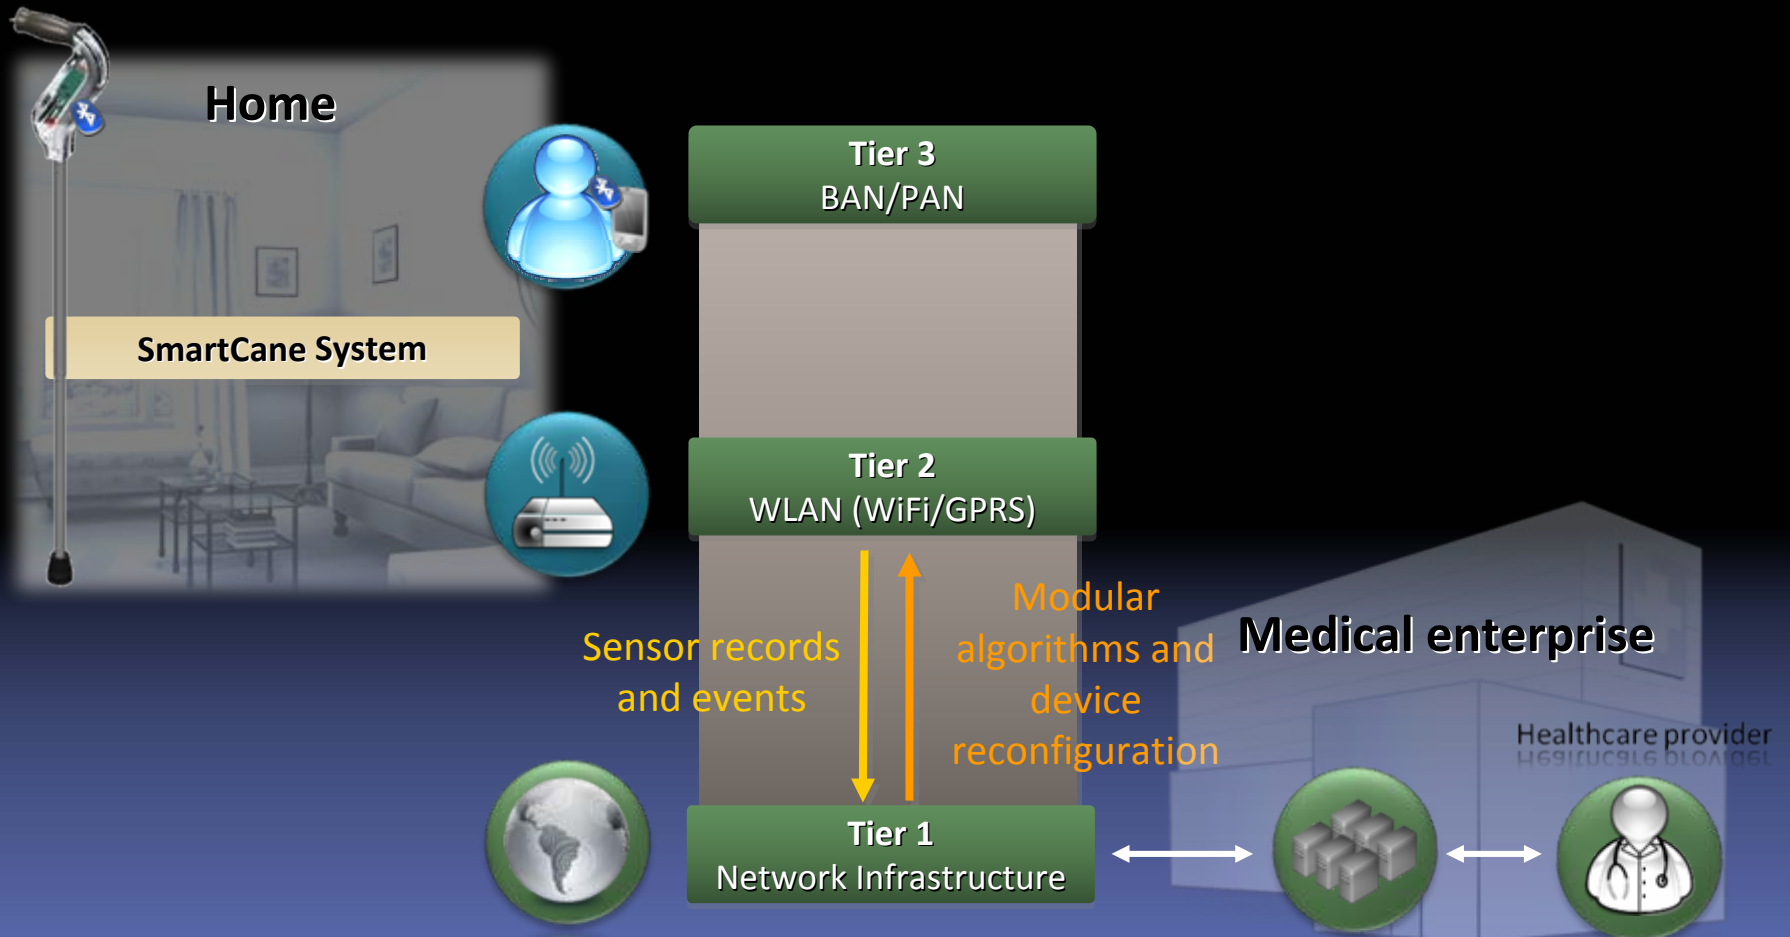 Home
Tier 3
BAN/PAN
SmartCane System
Tier 2
WLAN (WiFi/GPRS)
Sensor records
and events
Modular
algorithms and
device
reconfiguration
Medical enterprise
Healthcare provider
Tier 1
Network Infrastructure